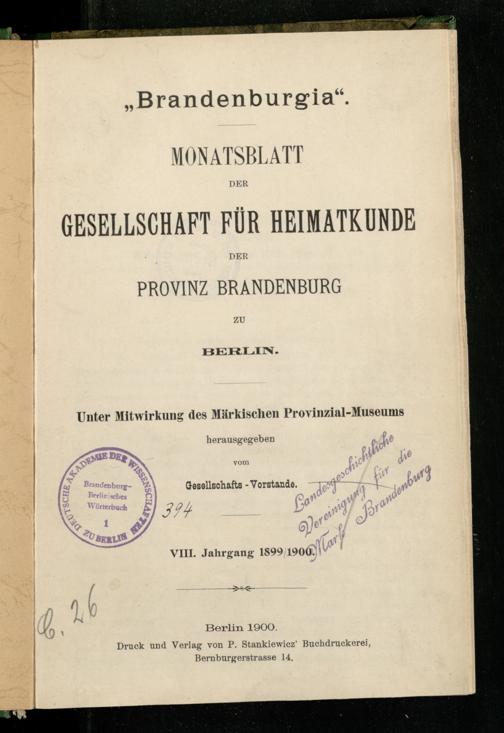 „Brandenburgia“.
MONATSBLATT
DER
GESELLSCHAFT FÜR HEIMATKUNDE
DER
PROVINZ BRANDENBURG
ZU
BERLIN.
Unter Mitwirkung des Märkischen Provinzial-Museums
herausgegeben
vom
Gesellschafts-Vorstande.
DEUTSCHE AKADEMIE DER WISSENSCHAFTEN ZU BERLIN
Brandenburg-
Berlinisches
Wörterbuch
1
394
Landesgeschichtliche
Vereinigung für die
Mark Brandenburg
VIII. Jahrgang 1899/1900.
C. 26
Berlin 1900.
Druck und Verlag von P. Stankiewicz' Buchdruckerei,
Bernburgerstrasse 14.